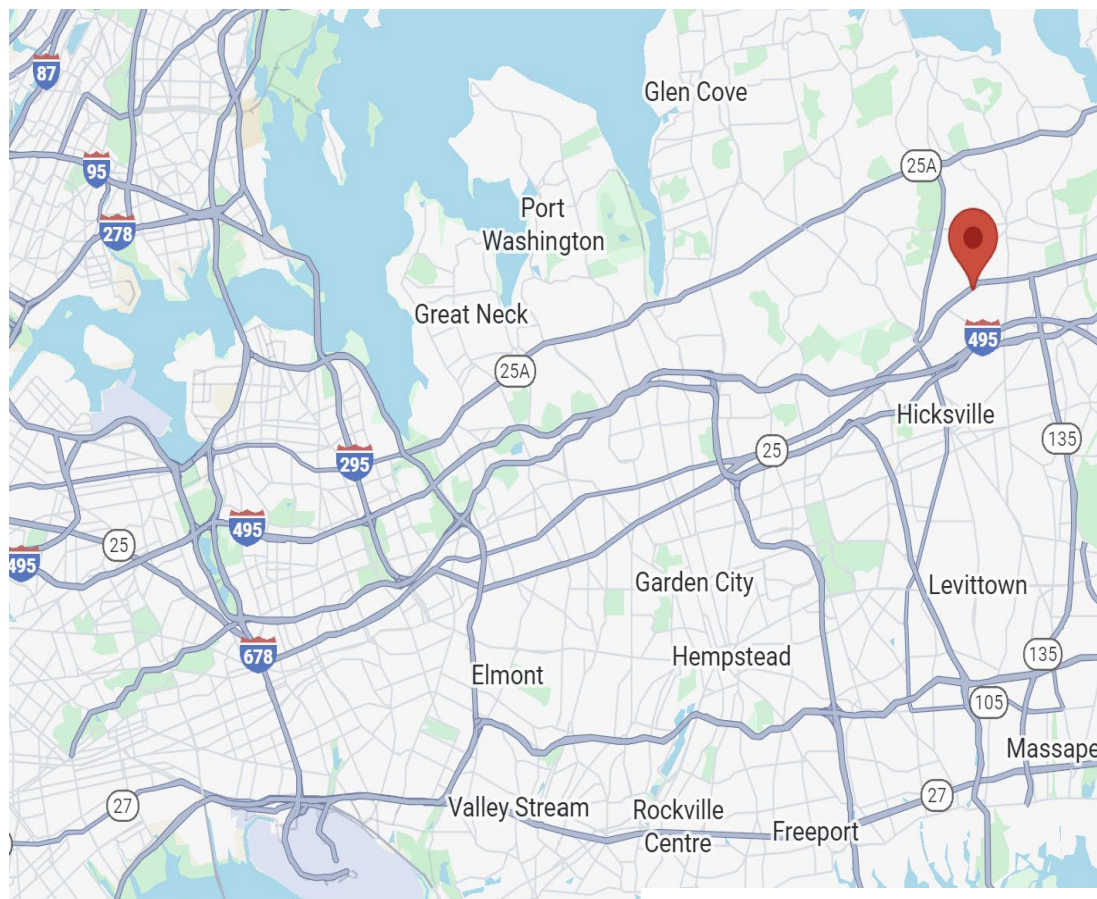 87
Glen Cove
95
25A
Port
Washington
278
Great Neck
495
25A
Hicksville
135
25
295
495
25
495
Garden City
Levittown
678
Hempstead
135
Elmont
105
Massape
27
Valley Stream
Rockville
Centre
27
Freeport